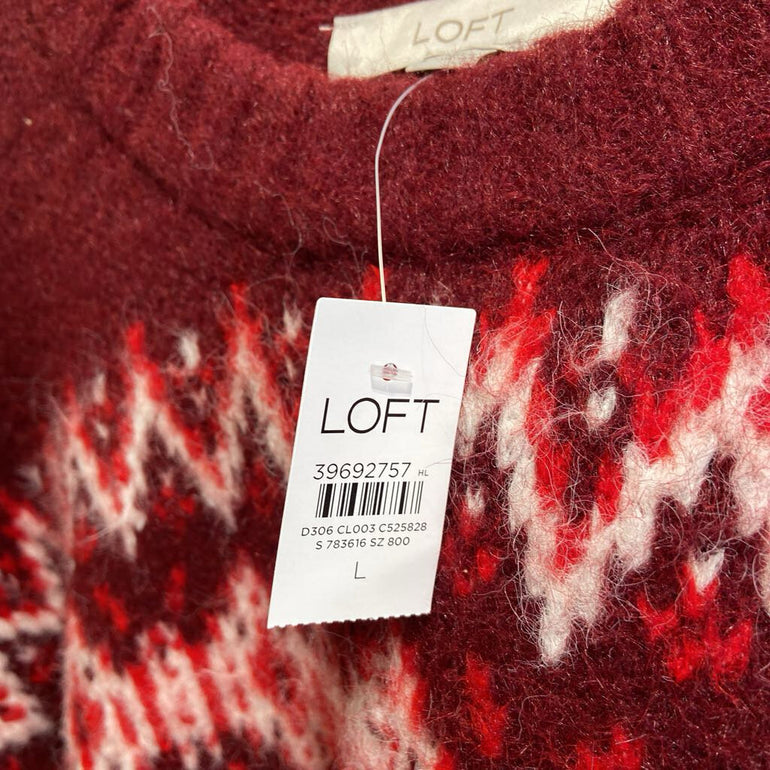 LOFT
LOFT
39692757 HL
D306 CL003 C525828
S 783616 SZ 800
L